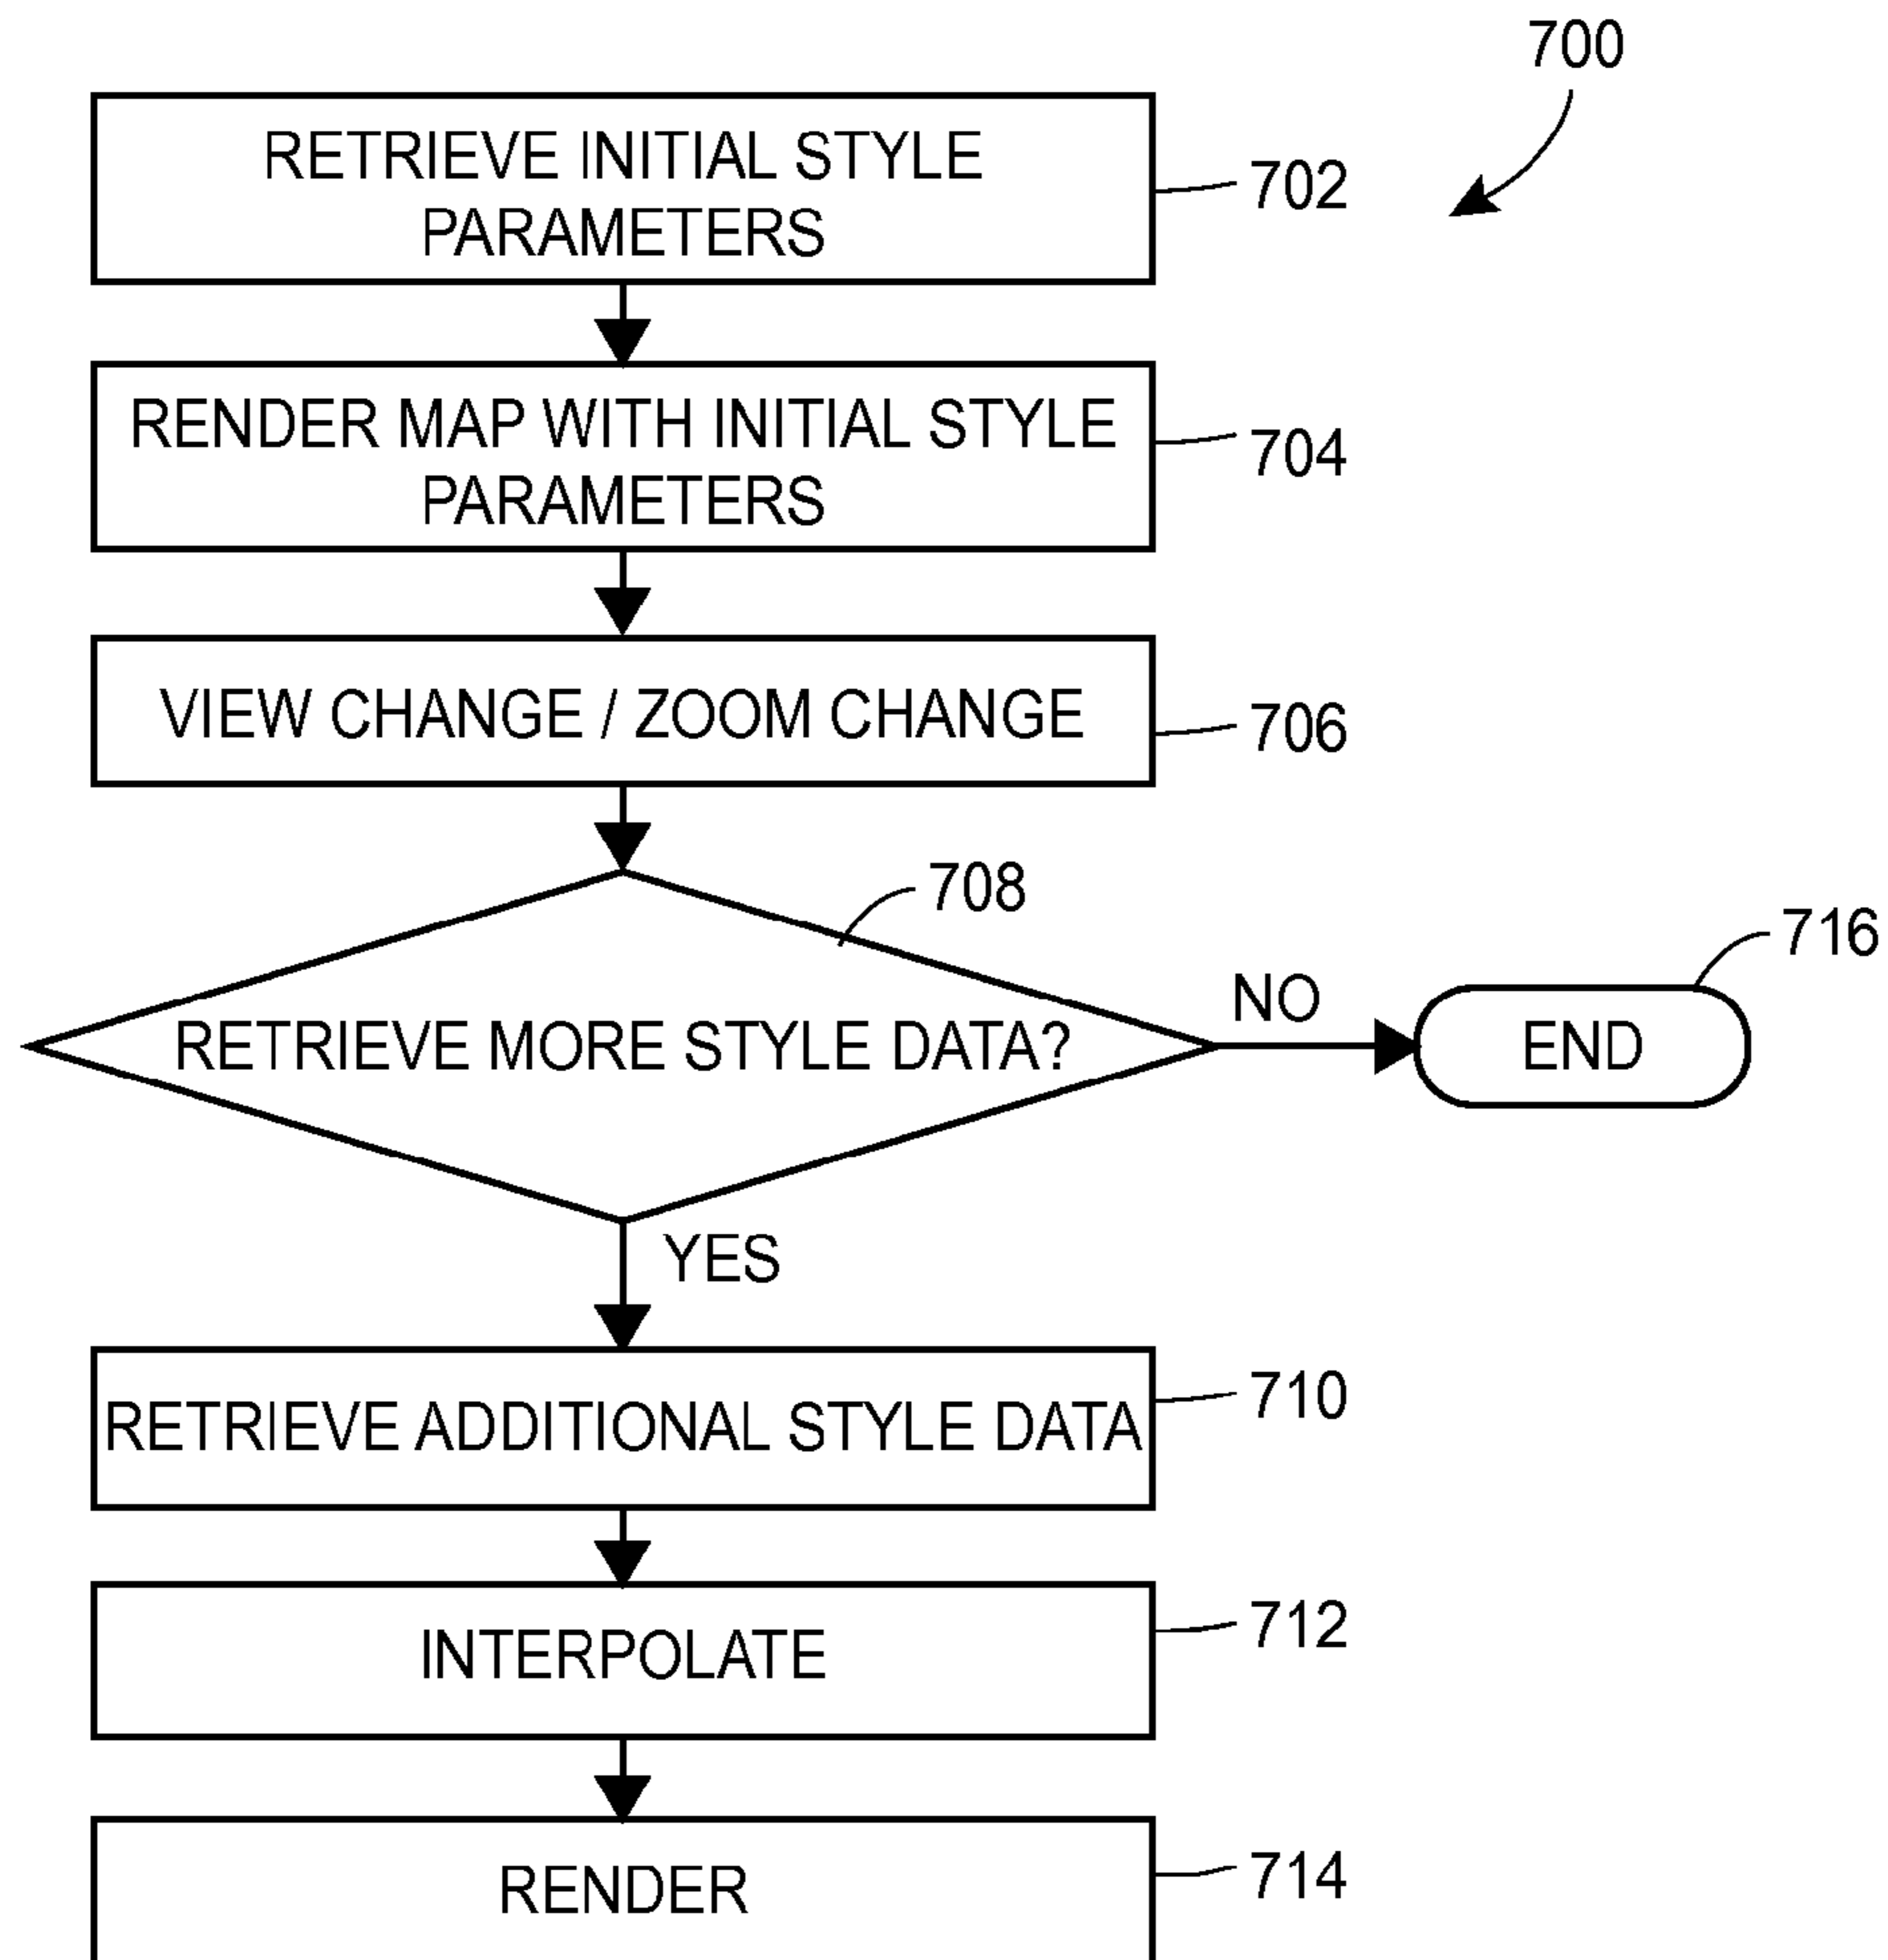 700
RETRIEVE INITIAL STYLE
PARAMETERS
702
RENDER MAP WITH INITIAL STYLE
PARAMETERS
704
VIEW CHANGE / ZOOM CHANGE
706
708
RETRIEVE MORE STYLE DATA?
NO
716
END
YES
RETRIEVE ADDITIONAL STYLE DATA
710
INTERPOLATE
712
RENDER
714